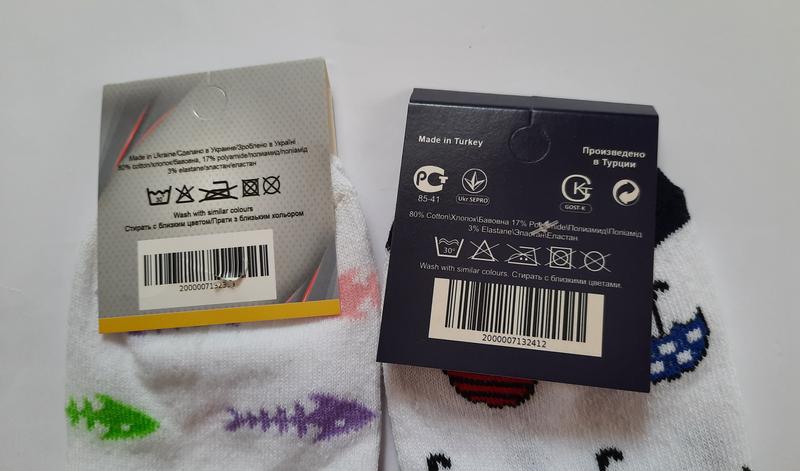 Made in Ukraine/Сделано в Украине/Зроблено в Україні
80% cotton/хлопок/бавовна, 17% polyamide/полиамид/поліамід
3% elastane/эластан/еластан
30
Wash with similar colours
Стирать с близким цветом/Прати з близьким кольором
Made in Turkey
Произведено
в Турции
РСТ
85-41
Ukr SEPRO
GOST-K
80% Cotton\Хлопок\Бавовна 17% Polyamide\Полиамид\Поліамід
3% Elastane\Эластан\Еластан
30°
Wash with similar colours. Стирать с близкими цветами.
2000007132412